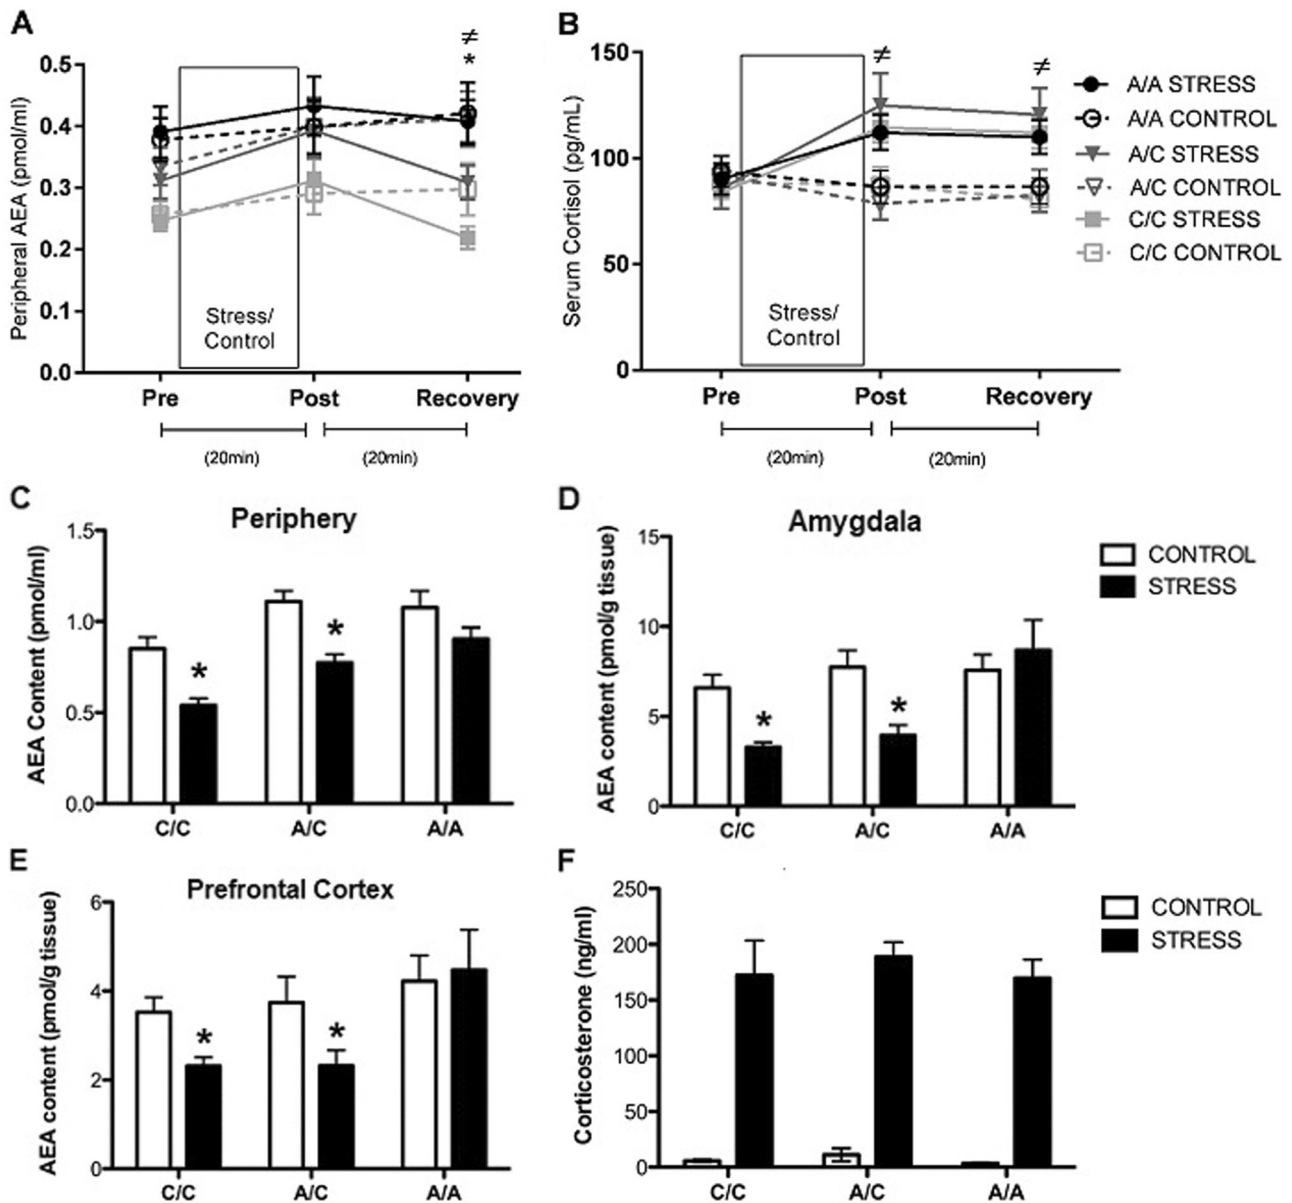 A
Peripheral AEA (pmol/ml)
0.5
0.4
0.3
0.2
0.1
0.0
≠
*
Stress/
Control
Pre
Post
Recovery
(20min)
(20min)
B
Serum Cortisol (pg/mL)
150
100
50
0
≠
≠
Stress/
Control
Pre
Post
Recovery
(20min)
(20min)
A/A STRESS
A/A CONTROL
A/C STRESS
A/C CONTROL
C/C STRESS
C/C CONTROL
C
Periphery
AEA Content (pmol/ml)
1.5
1.0
0.5
0.0
*
*
C/C
A/C
A/A
D
Amygdala
AEA content (pmol/g tissue)
15
10
5
0
*
*
C/C
A/C
A/A
CONTROL
STRESS
E
Prefrontal Cortex
AEA content (pmol/g tissue)
6
4
2
0
*
*
C/C
A/C
A/A
F
Corticosterone (ng/ml)
250
200
150
100
50
0
C/C
A/C
A/A
CONTROL
STRESS